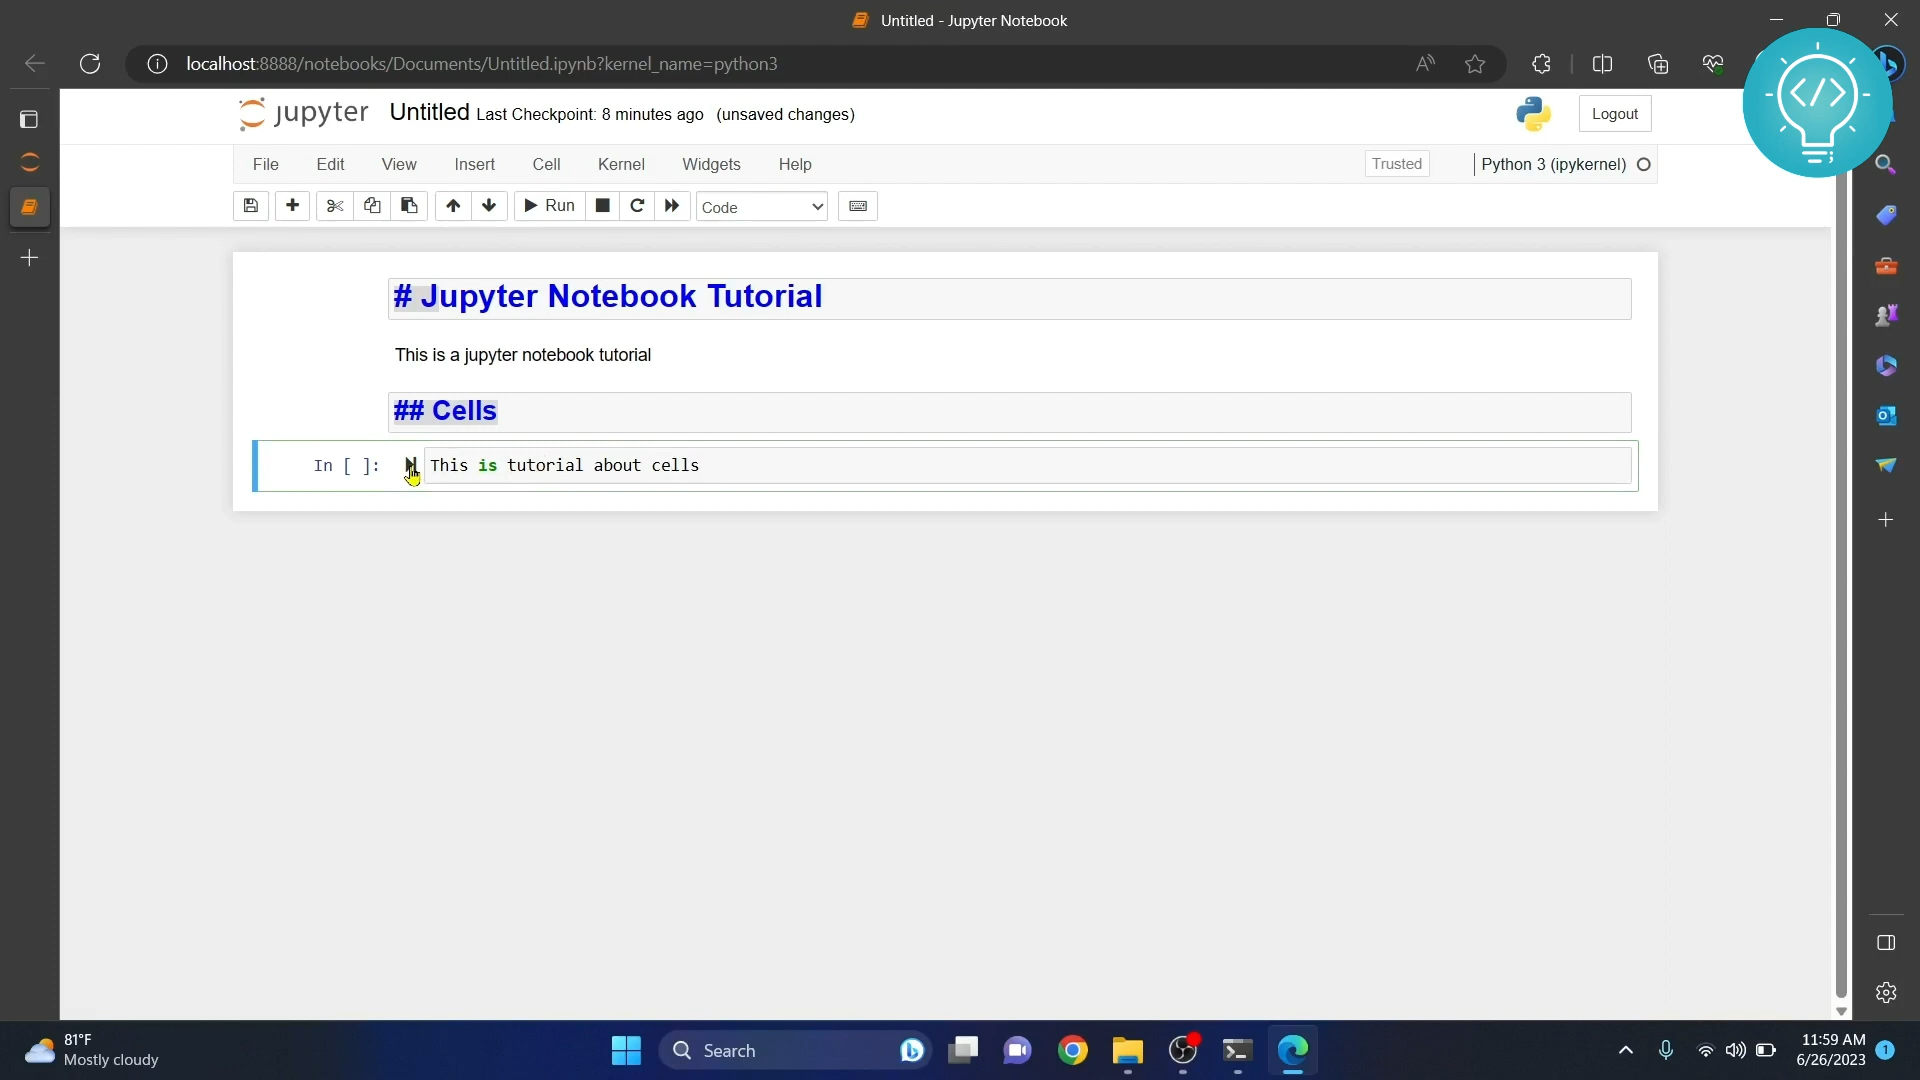 Untitled - Jupyter Notebook
localhost:8888/notebooks/Documents/Untitled.ipynb?kernel_name=python3
jupyter Untitled Last Checkpoint: 8 minutes ago (unsaved changes)
Logout
File Edit View Insert Cell Kernel Widgets Help
Trusted
Python 3 (ipykernel)
Run
Code
# Jupyter Notebook Tutorial
This is a jupyter notebook tutorial
## Cells
In [ ]: This is tutorial about cells
81°F
Mostly cloudy
Search
11:59 AM
6/26/2023
1